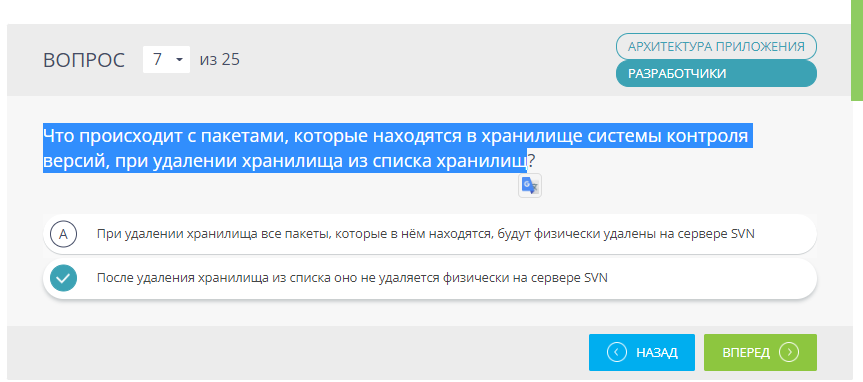 ВОПРОС 7 из 25
АРХИТЕКТУРА ПРИЛОЖЕНИЯ
РАЗРАБОТЧИКИ
Что происходит с пакетами, которые находятся в хранилище системы контроля
версий, при удалении хранилища из списка хранилищ?
A При удалении хранилища все пакеты, которые в нём находятся, будут физически удалены на сервере SVN
После удаления хранилища из списка оно не удаляется физически на сервере SVN
НАЗАД
ВПЕРЕД